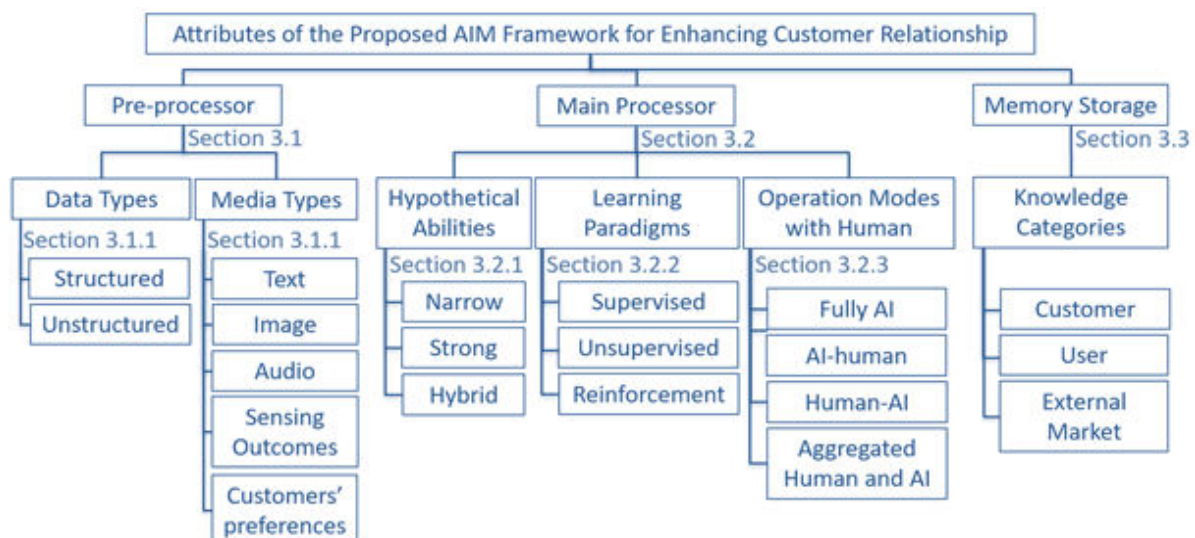 Attributes of the Proposed AIM Framework for Enhancing Customer Relationship
Pre-processor
Main Processor
Memory Storage
Section 3.1
Section 3.2
Section 3.3
Data Types
Media Types
Hypothetical
Abilities
Learning
Paradigms
Operation Modes
with Human
Knowledge
Categories
Section 3.1.1
Section 3.1.1
Section 3.2.1
Section 3.2.2
Section 3.2.3
Structured
Unstructured
Text
Image
Audio
Sensing
Outcomes
Customers’
preferences
Narrow
Strong
Hybrid
Supervised
Unsupervised
Reinforcement
Fully AI
AI-human
Human-AI
Aggregated
Human and AI
Customer
User
External
Market